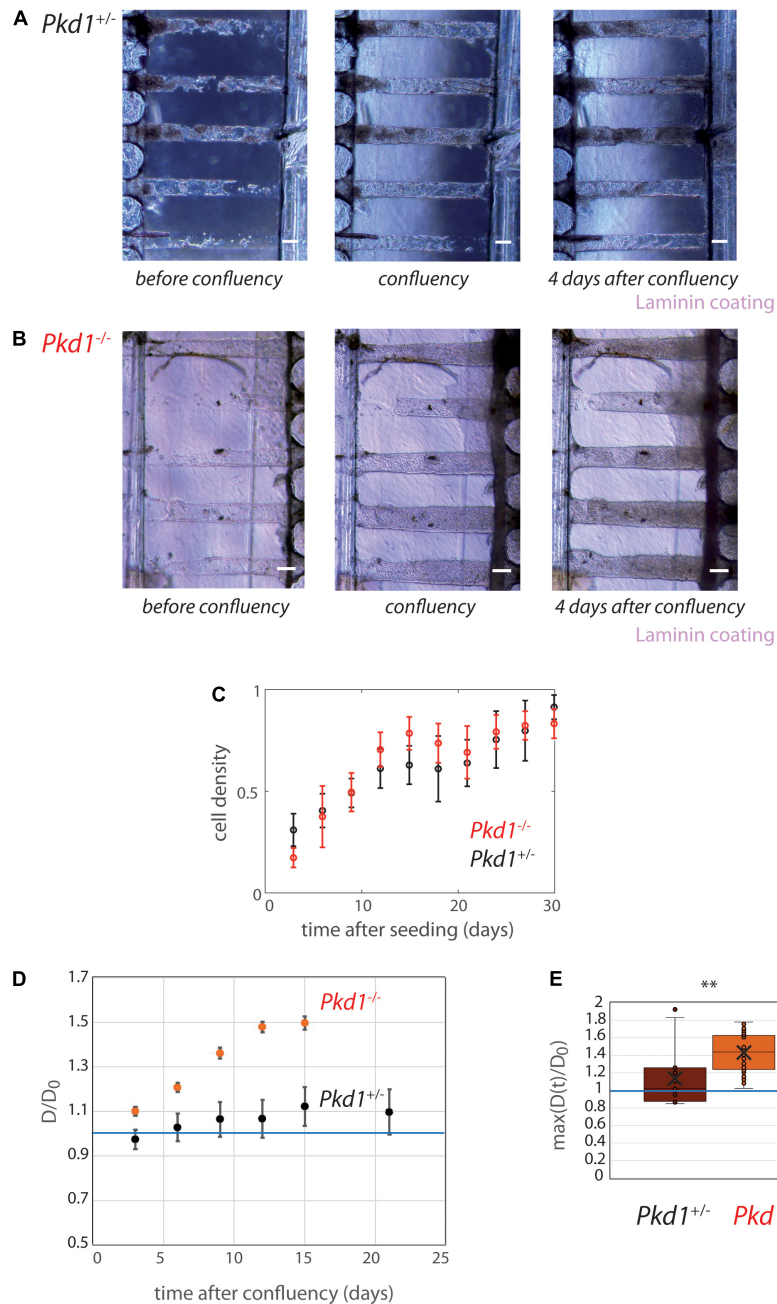 A Pkd1+/-
before confluency confluency 4 days after confluency
Laminin coating
B Pkd1-/-
before confluency confluency 4 days after confluency
Laminin coating
C
1
0.5
0
cell density
Pkd1-/-
Pkd1+/-
0 10 20 30
time after seeding (days)
D
1.7
1.5
1.3
1.1
0.9
0.7
0.5
D/D0
Pkd1-/-
Pkd1+/-
0 5 10 15 20 25
time after confluency (days)
E
**
2
1.8
1.6
1.4
1.2
1
0.8
0.6
0.4
0.2
0
max(D(t)/D0)
Pkd1+/- Pkd